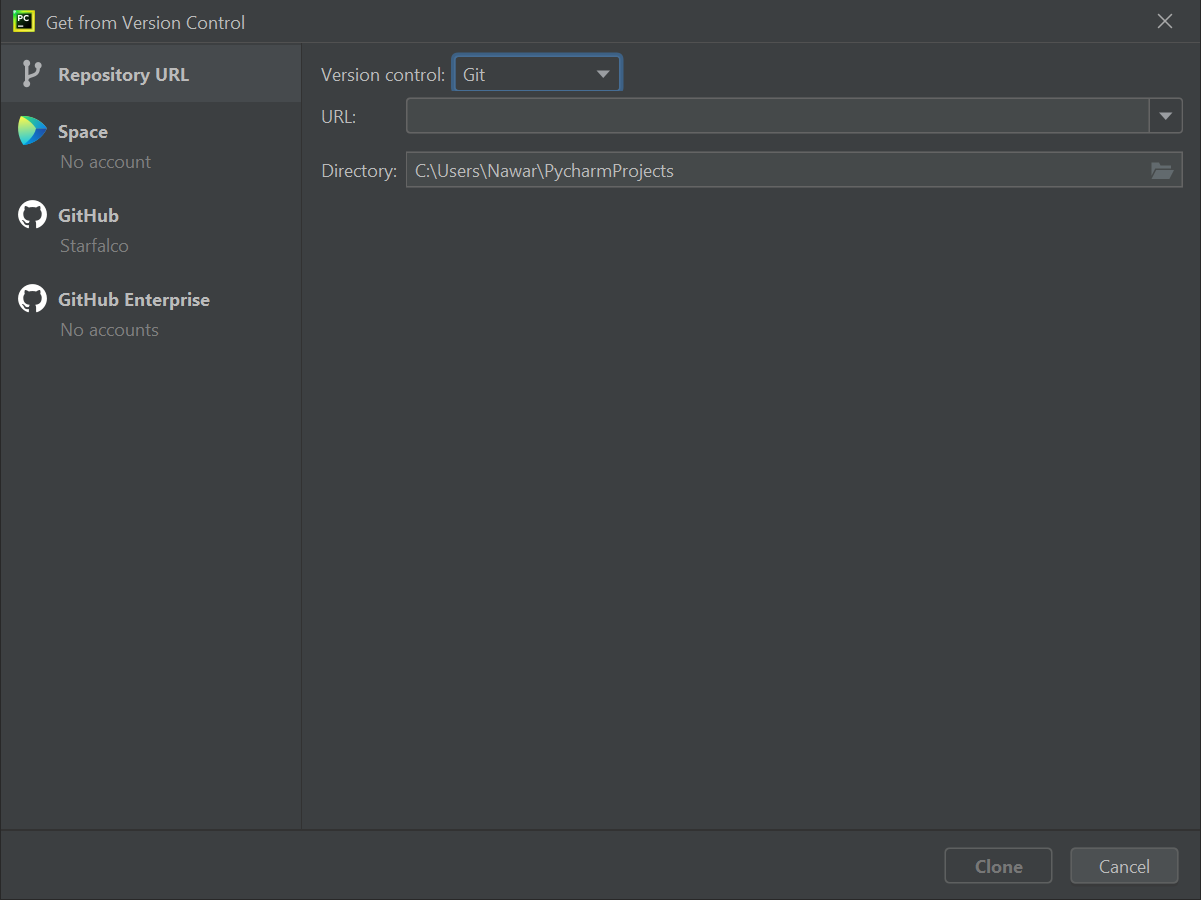 PC
Get from Version Control
Repository URL
Space
No account
GitHub
Starfalco
GitHub Enterprise
No accounts
Version control: Git
URL:
Directory: C:\Users\Nawar\PycharmProjects
Clone
Cancel